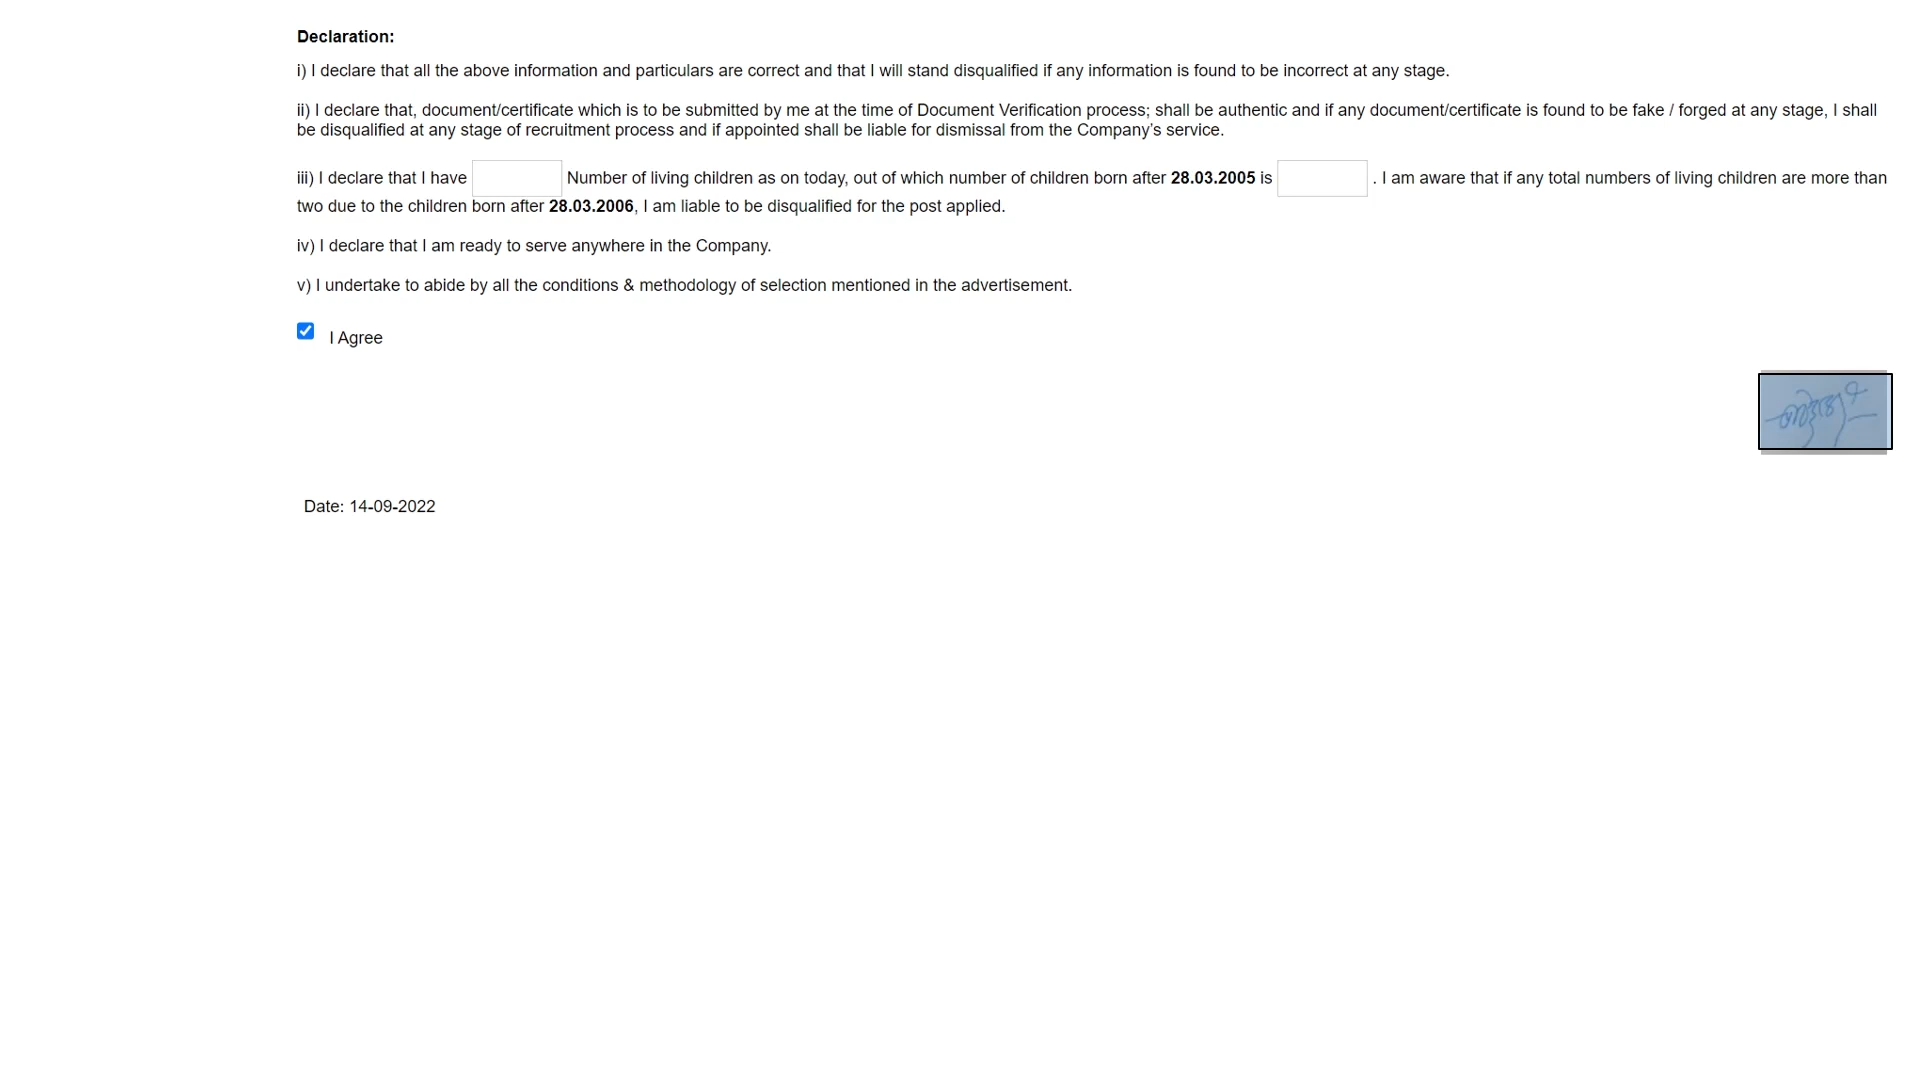 Declaration:
i) I declare that all the above information and particulars are correct and that I will stand disqualified if any information is found to be incorrect at any stage.
ii) I declare that, document/certificate which is to be submitted by me at the time of Document Verification process; shall be authentic and if any document/certificate is found to be fake / forged at any stage, I shall
be disqualified at any stage of recruitment process and if appointed shall be liable for dismissal from the Company's service.
iii) I declare that I have Number of living children as on today, out of which number of children born after 28.03.2005 is . I am aware that if any total numbers of living children are more than
two due to the children born after 28.03.2006, I am liable to be disqualified for the post applied.
iv) I declare that I am ready to serve anywhere in the Company.
v) I undertake to abide by all the conditions & methodology of selection mentioned in the advertisement.
I Agree
Date: 14-09-2022